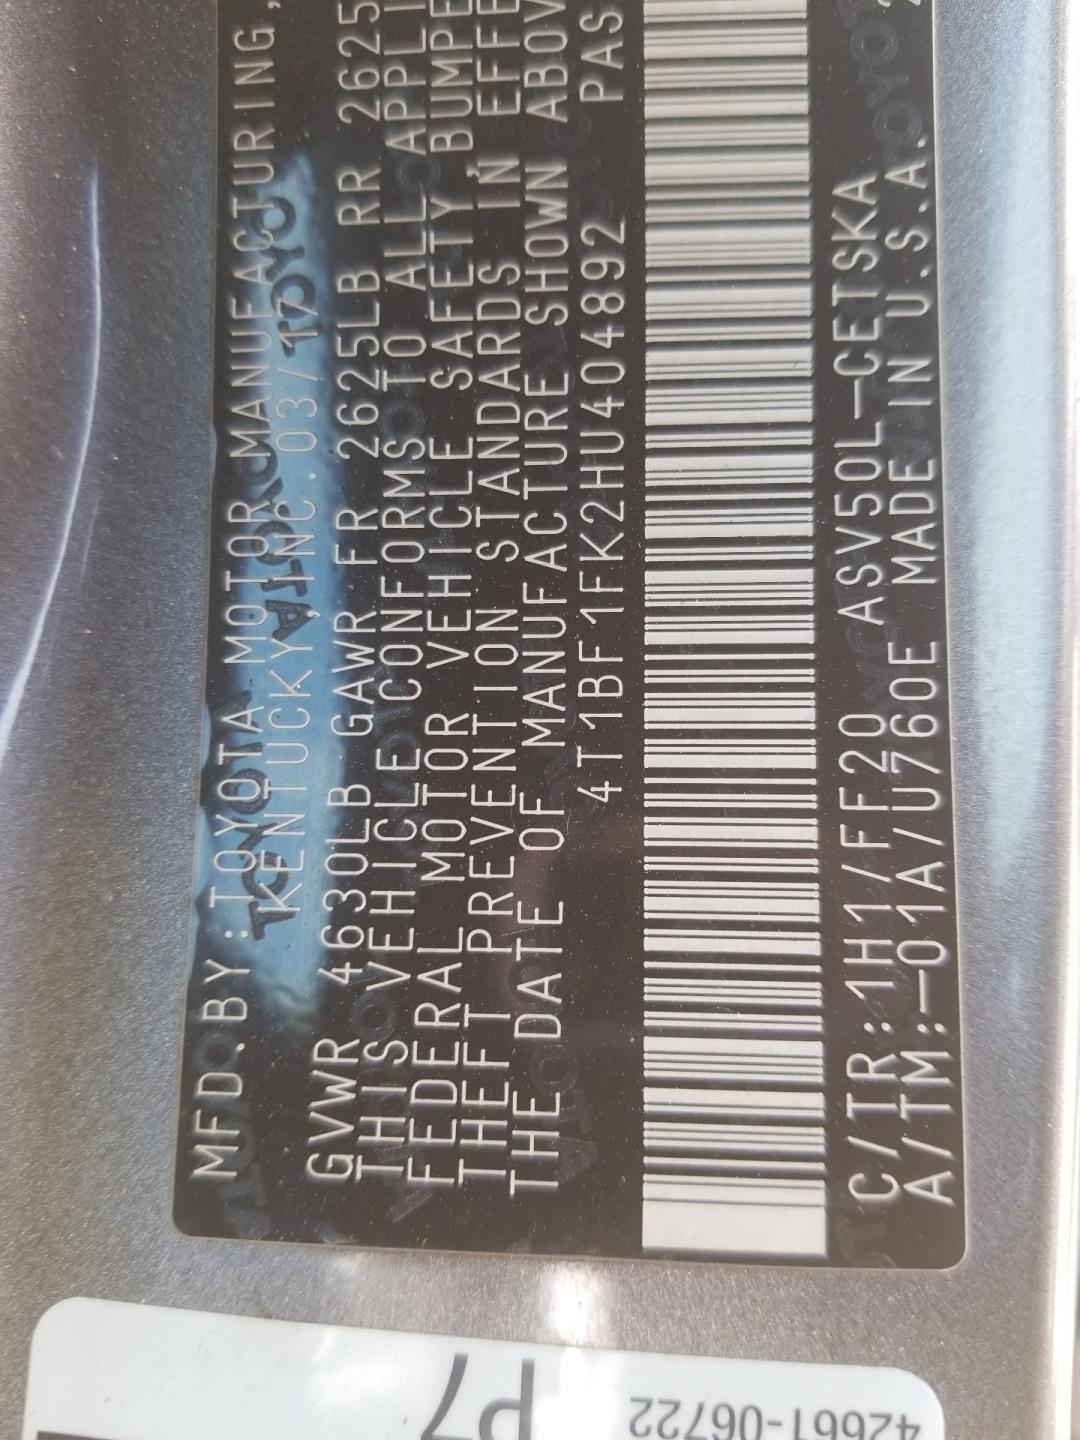 MFD.BY:TOYOTA MOTOR MANUFACTURING,
KENTUCKY,INC. 03/17
GVWR 4630LB GAWR FR 2625LB RR 2625
THIS VEHICLE CONFORMS TO ALL APPLI
FEDERAL MOTOR VEHICLE SAFETY BUMPE
THEFT PREVENTION STANDARDS IN EFFE
THE DATE OF MANUFACTURE SHOWN ABOV
4T1BF1FK2HU404892 PAS
C/TR:1H1/FF20 ASV50L-CETSKA
A/TM:-01A/U760E MADE IN U.S.A.
P7
42661-06722